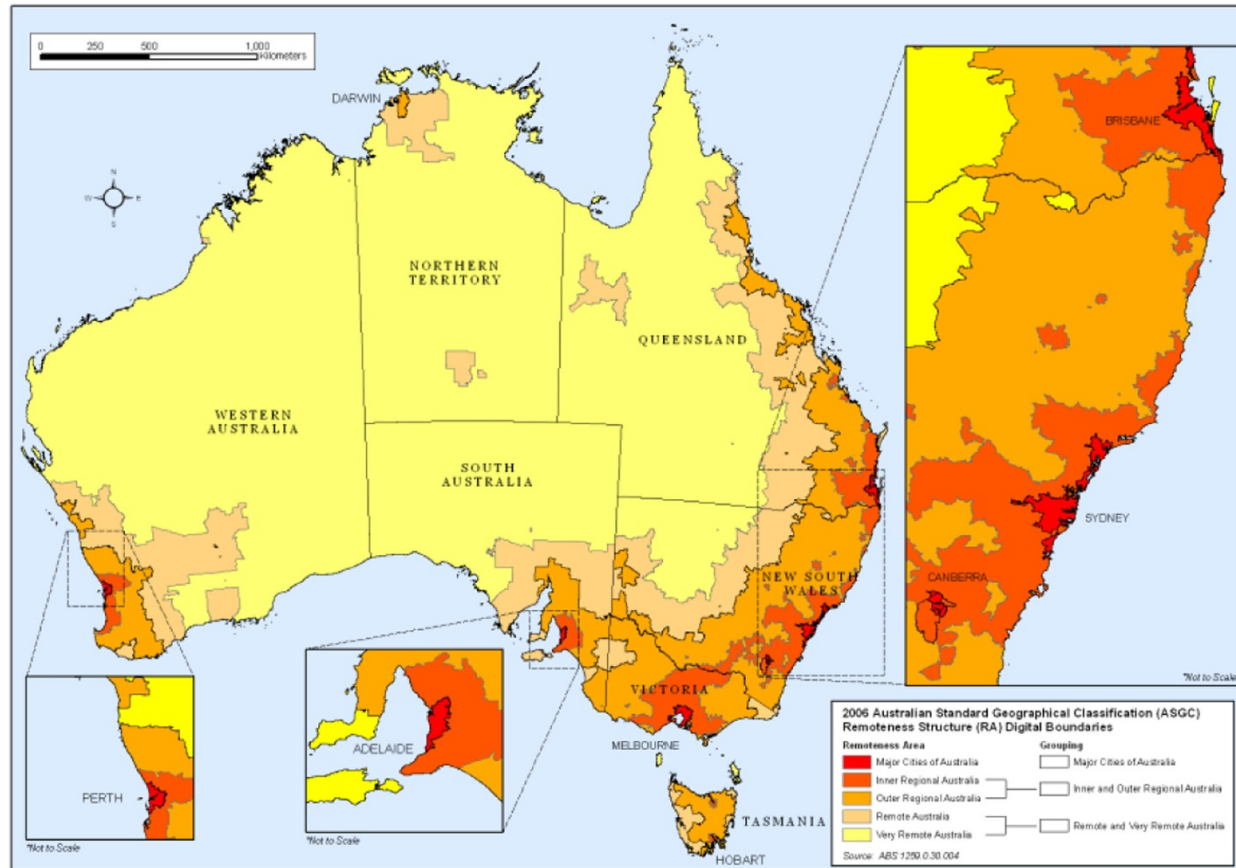 0 250 500 1,000
Kilometers
DARWIN
N
W E
S
NORTHERN
TERRITORY
QUEENSLAND
WESTERN
AUSTRALIA
SOUTH
AUSTRALIA
NEW SOUTH
WALES
VICTORIA
MELBOURNE
TASMANIA
HOBART
BRISBANE
SYDNEY
CANBERRA
*Not to Scale
PERTH
*Not to Scale
ADELAIDE
*Not to Scale
2006 Australian Standard Geographical Classification (ASGC)
Remoteness Structure (RA) Digital Boundaries
Remoteness Area Grouping
Major Cities of Australia Major Cities of Australia
Inner Regional Australia
Inner and Outer Regional Australia
Outer Regional Australia
Remote Australia
Remote and Very Remote Australia
Very Remote Australia
Source: ABS 1259.0.30.004